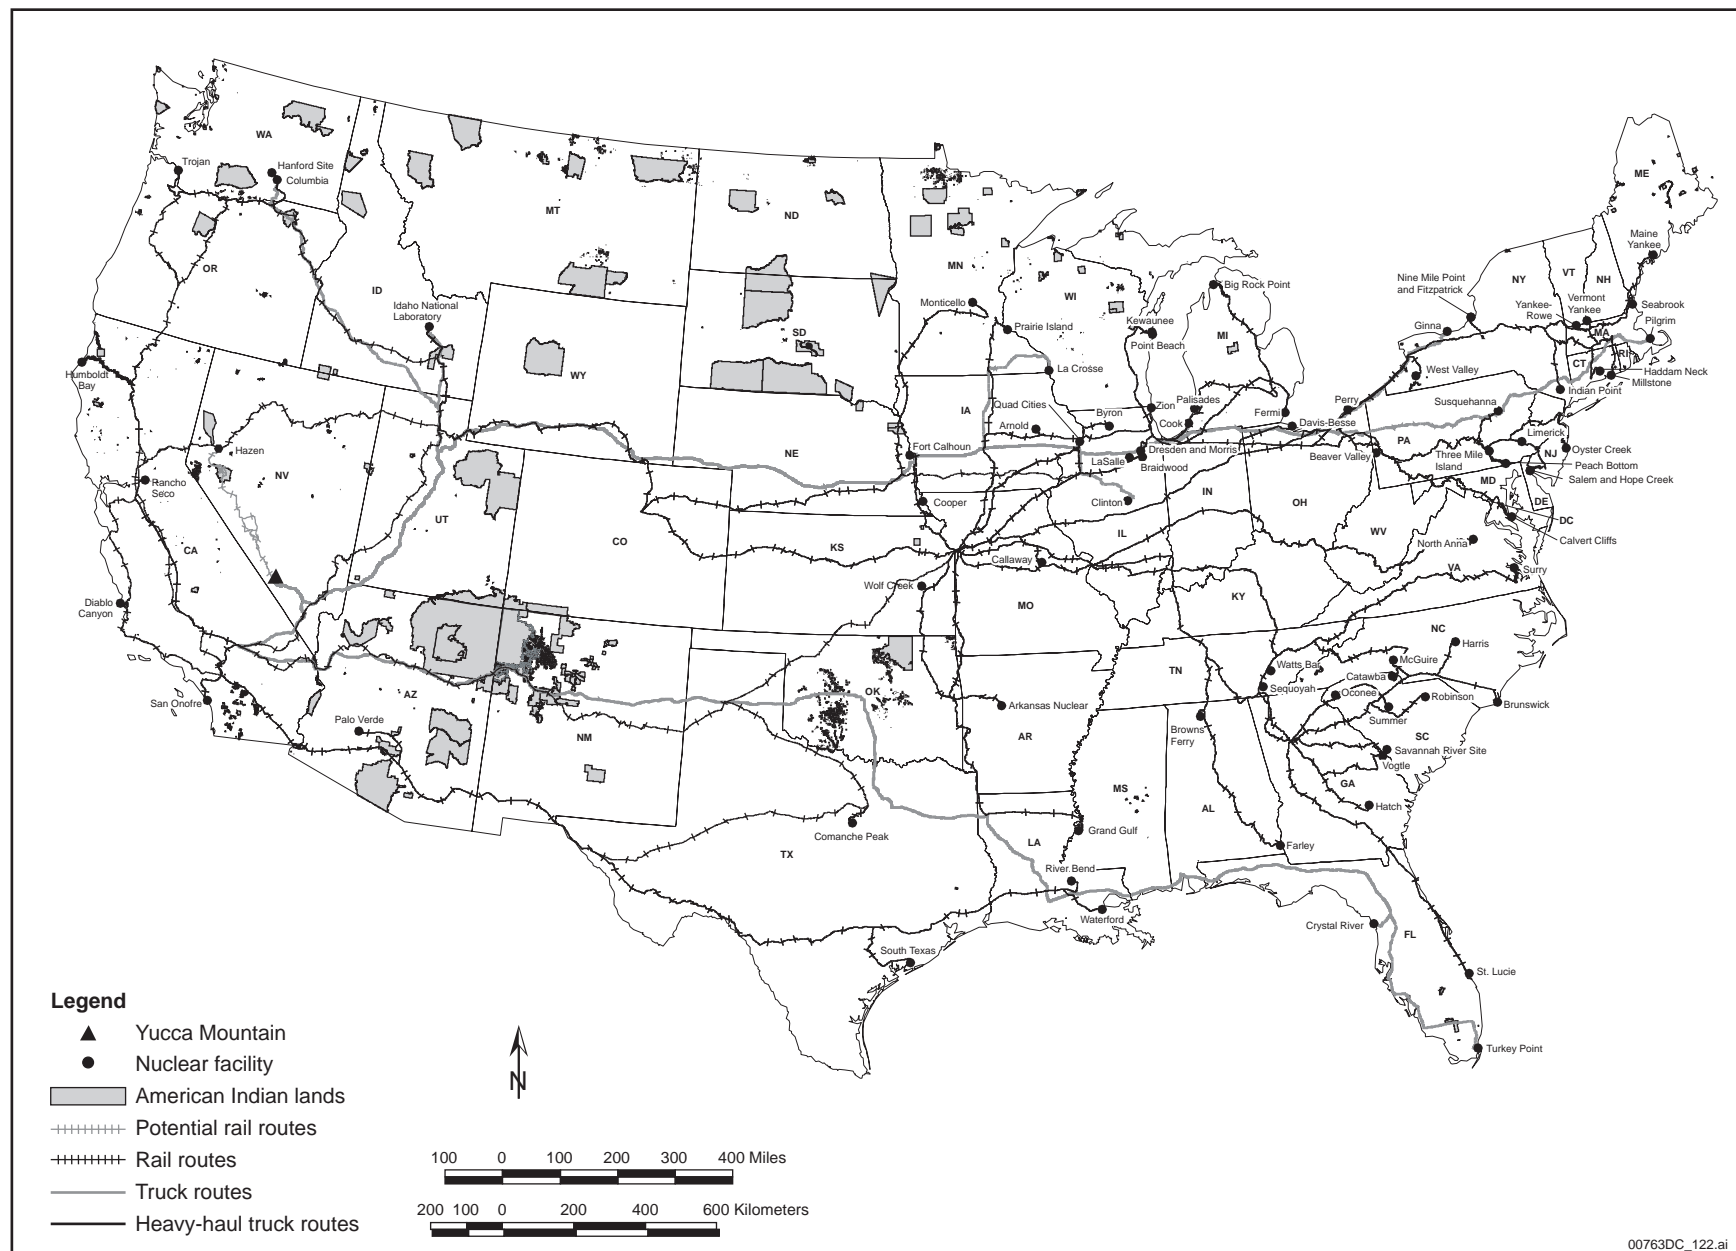 WA
Trojan
Hanford Site
Columbia
MT
ND
MN
ME
OR
ID
Idaho National
Laboratory
WY
SD
Monticello
Prairie Island
WI
Kewaunee
Point Beach
Big Rock Point
MI
NY
VT
NH
Maine
Yankee
Nine Mile Point
and Fitzpatrick
Vermont
Yankee
Yankee-
Rowe
Seabrook
Pilgrim
MA
RI
CT
Ginna
West Valley
Haddam Neck
Millstone
Indian Point
Humboldt
Bay
La Crosse
IA
Quad Cities
Byron
Zion
Palisades
Cook
Fermi
Perry
Davis-Besse
Susquehanna
Arnold
Fort Calhoun
NE
Hazen
NV
Rancho
Seco
UT
CO
LaSalle
Dresden and Morris
Braidwood
Beaver Valley
PA
Limerick
Three Mile
Island
NJ
Oyster Creek
Peach Bottom
Salem and Hope Creek
MD
DE
DC
Calvert Cliffs
Cooper
Clinton
IN
OH
IL
WV
North Anna
VA
Surry
CA
KS
Callaway
Wolf Creek
MO
KY
Diablo
Canyon
NC
Harris
McGuire
Watts Bar
Catawba
Sequoyah
Oconee
Robinson
Brunswick
Summer
TN
San Onofre
AZ
Palo Verde
NM
OK
Arkansas Nuclear
AR
Browns
Ferry
SC
Savannah River Site
Vogtle
GA
Hatch
MS
AL
Comanche Peak
TX
LA
Grand Gulf
Farley
River Bend
Waterford
South Texas
Crystal River
FL
St. Lucie
Turkey Point
Legend
Yucca Mountain
Nuclear facility
American Indian lands
Potential rail routes
Rail routes
Truck routes
Heavy-haul truck routes
N
100 0 100 200 300 400 Miles
200 100 0 200 400 600 Kilometers
00763DC_122.ai